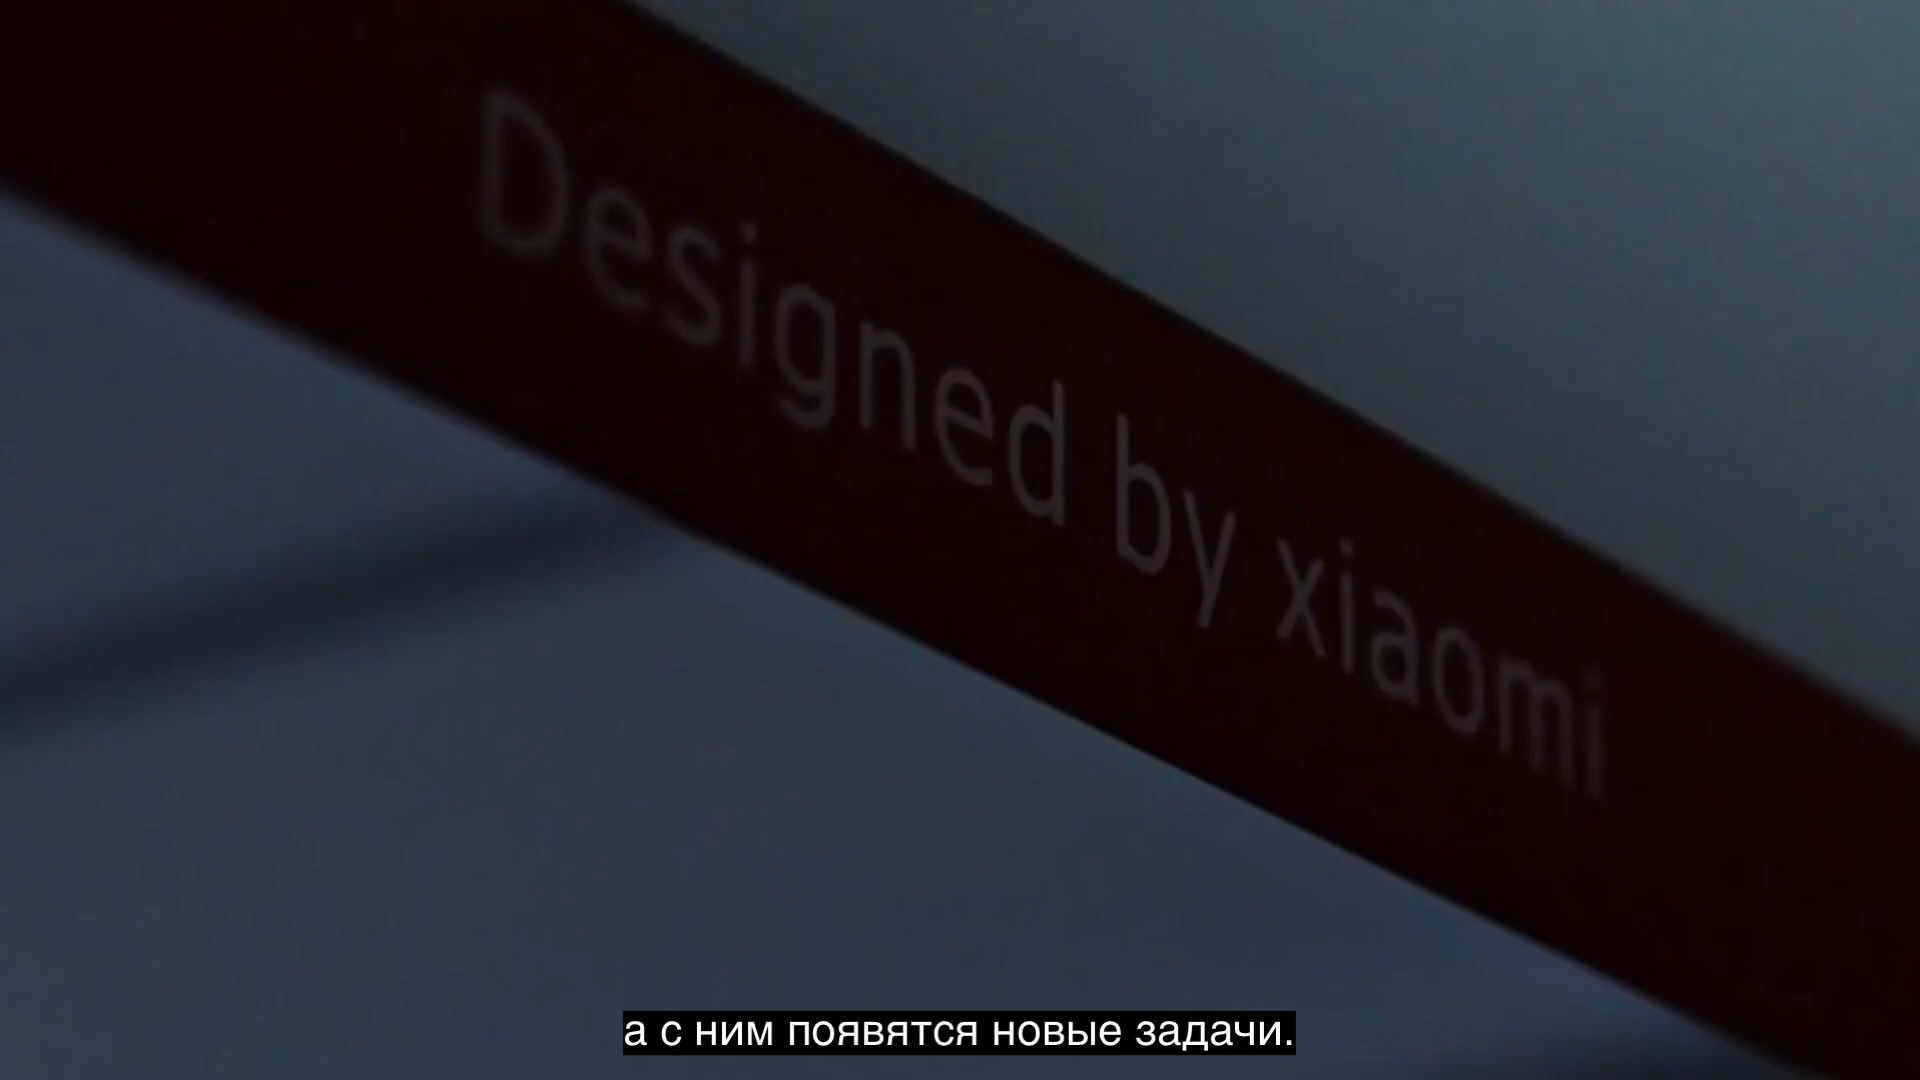 Designed by xiaomi
а с ним появятся новые задачи.